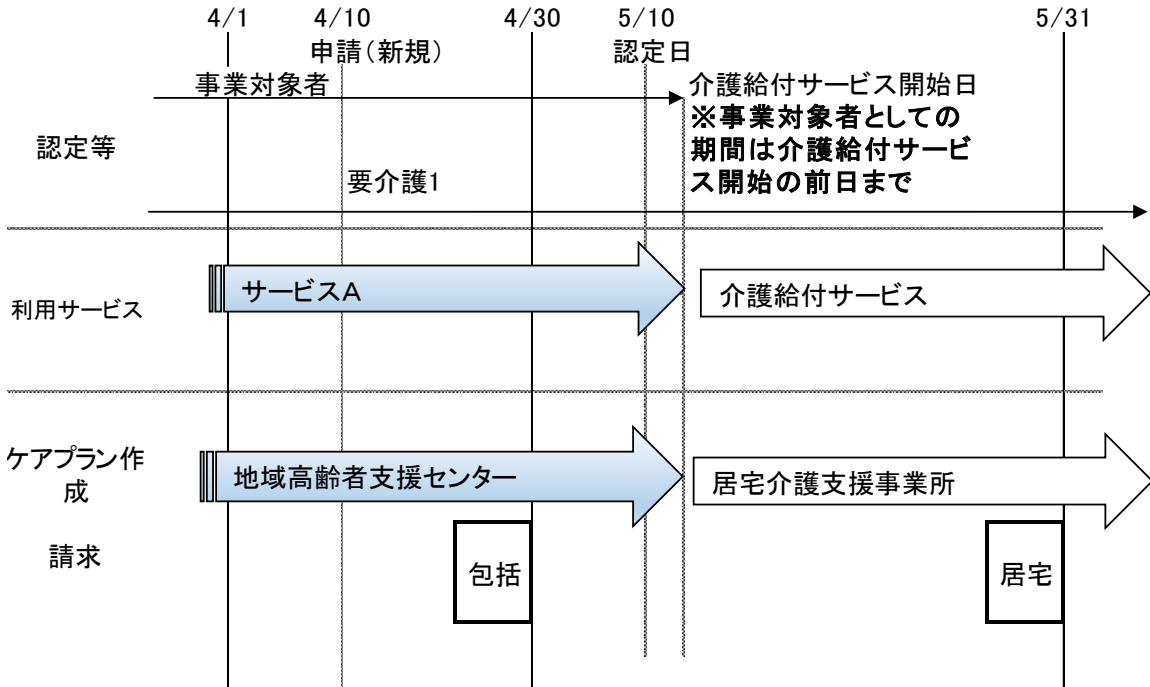 4/1
4/10
4/30
5/10
5/31
申請（新規）
認定日
事業対象者
介護給付サービス開始日
※事業対象者としての
期間は介護給付サービ
ス開始の前日まで
認定等
要介護1
利用サービス
サービスA
介護給付サービス
ケアプラン作
成
地域高齢者支援センター
居宅介護支援事業所
請求
包括
居宅